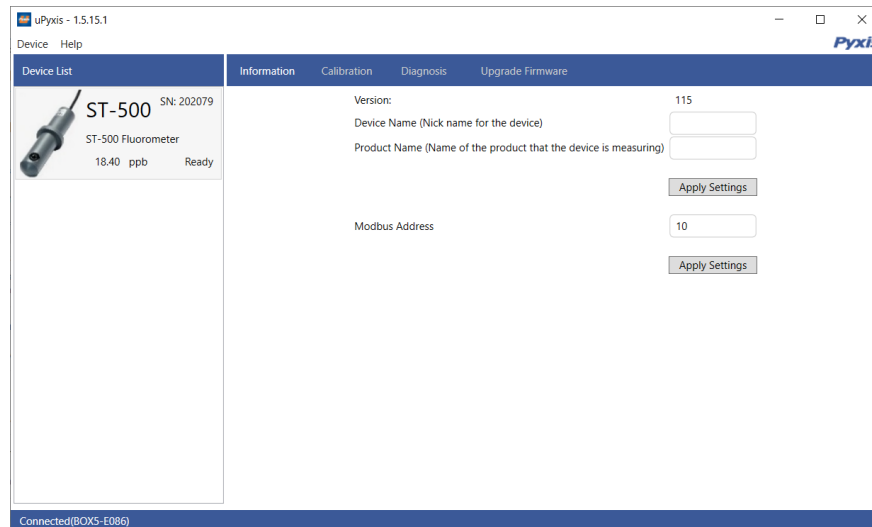 uPyxis - 1.5.15.1
Device Help
Device List
Information Calibration Diagnosis Upgrade Firmware
ST-500 SN: 202079
ST-500 Fluorometer
18.40 ppb Ready
Version: 115
Device Name (Nick name for the device)
Product Name (Name of the product that the device is measuring)
Apply Settings
Modbus Address 10
Apply Settings
Connected(BOX5-E086)